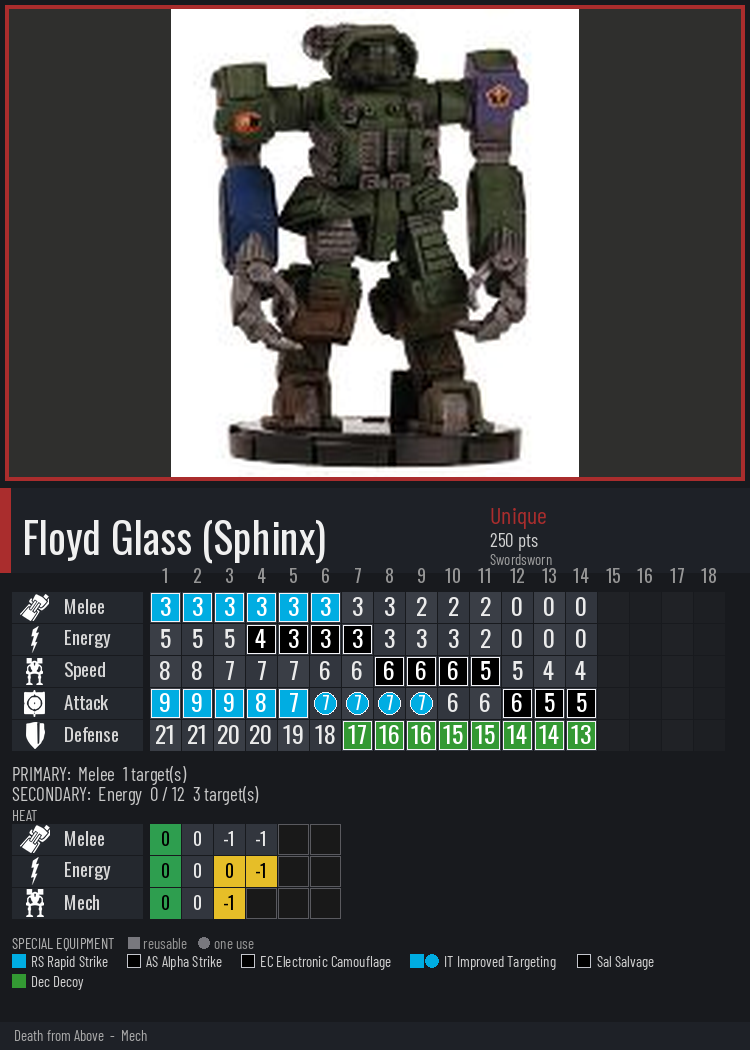 Floyd Glass (Sphinx)
Unique
250 pts
Swordsworn
1 2 3 4 5 6 7 8 9 10 11 12 13 14 15 16 17 18
Melee 3 3 3 3 3 3 3 3 2 2 2 0 0 0
Energy 5 5 5 4 3 3 3 3 3 3 2 0 0 0
Speed 8 8 7 7 7 6 6 6 6 6 5 5 4 4
Attack 9 9 9 8 7 7 7 7 7 6 6 6 5 5
Defense 21 21 20 20 19 18 17 16 16 15 15 14 14 13
PRIMARY: Melee 1 target(s)
SECONDARY: Energy 0 / 12 3 target(s)
HEAT
Melee 0 0 -1 -1
Energy 0 0 0 -1
Mech 0 0 -1
SPECIAL EQUIPMENT reusable one use
RS Rapid Strike AS Alpha Strike EC Electronic Camouflage IT Improved Targeting Sal Salvage
Dec Decoy
Death from Above - Mech